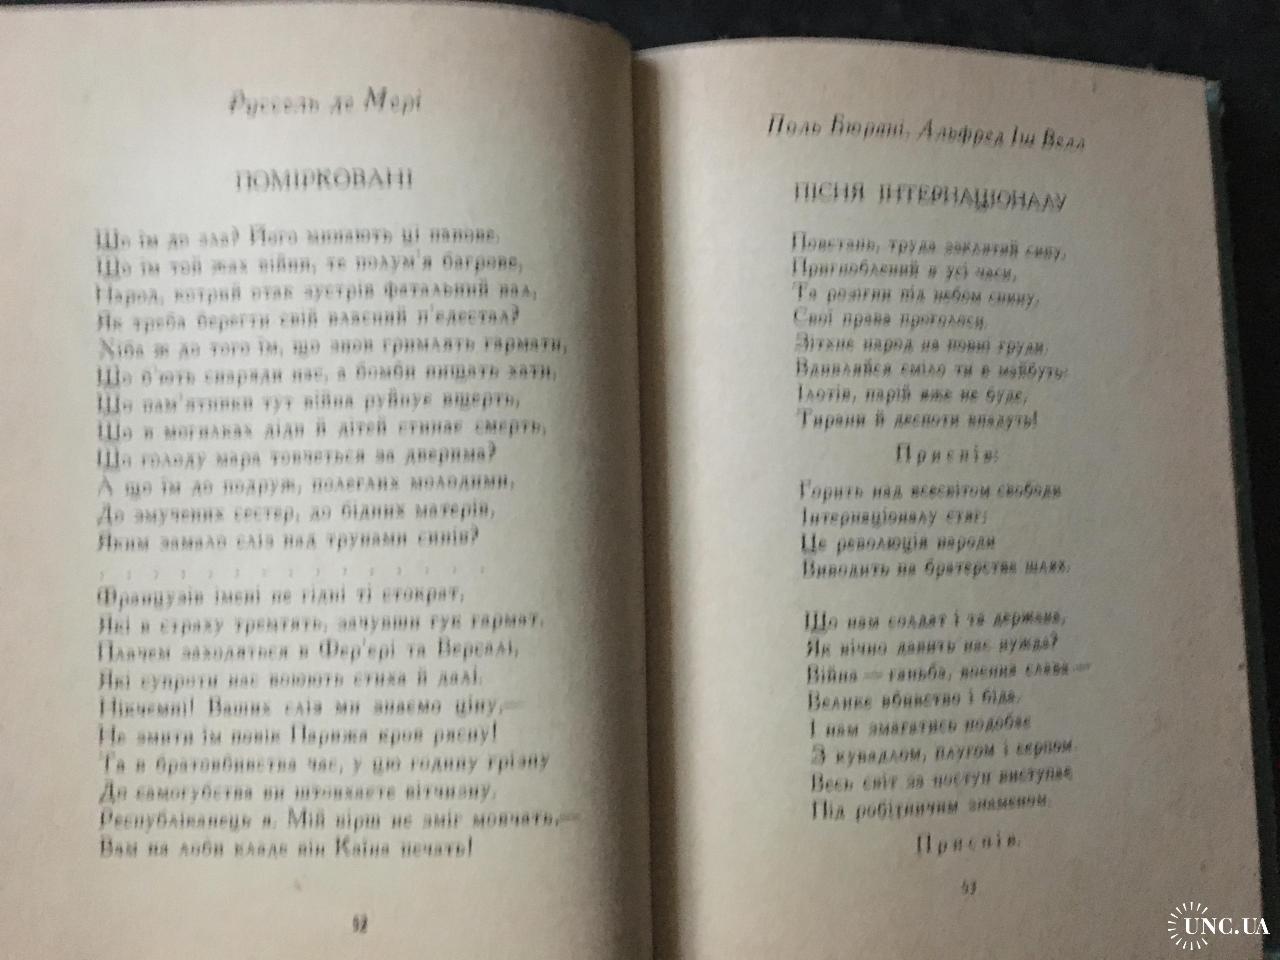 Руссель де Мері
ПОМІРКОВАНІ
Що їм до зла? Його минають ці панове,
Що їм той жах війни, те полум'я багрове,
Народ, котрий отак зустрів фатальний вал,
Як треба берегти свій власний п'єдестал?
Хіба ж до того їм, що знов гримлять гармати,
Що б'ють снаряди нас, а бомби нищать хати,
Що пам'ятники тут війна руйнує вщерть,
Що в могилках діди й дітей стинає смерть,
Що голоду мара товчеться за дверима?
А що їм до подруж, полеглих молодими,
До змучених сестер, до бідних матерів,
Яким замало сліз над трунами синів?
Французів імені не гідні ті стократ,
Які в страху тремтять, зачувши гук гармат.
Плачем заходяться в Фер'єрі та Версалі,
Які супроти нас воюють стиха й далі.
Нікчемні! Ваших сліз ми знаємо ціну,—
Не змити їм повік Парижа кров рясну!
Та в братовбивства час, у цю годину грізну
До самогубства ви штовхаєте вітчизну.
Республіканець я. Мій вірш не зміг мовчать,—
Вам на лоби кладе він Каїна печать!
52
Поль Бюрані, Альфред Іш Велл
ПІСНЯ ІНТЕРНАЦІОНАЛУ
Повстань, труда заклятий сину,
Пригноблений в усі часи,
Та розігни під небом спину,
Свої права проголоси.
Зітхне народ на повні груди,
Вдивляйся сміло ти в майбуть:
Ілотів, парій вже не буде,
Тирани й деспоти впадуть!
Приспів:
Горить над всесвітом свободи
Інтернаціоналу стяг;
Це революція народи
Виводить на братерства шлях.
Що нам солдат і та держава,
Як вічно давить нас нужда?
Війна — ганьба, воєнна слава —
Велике вбивство і біда.
І нам змагатись подобає
З кувадлом, плугом і серпом.
Весь світ за поступ виступає
Під робітничим знаменом.
Приспів.
53
UNC.UA